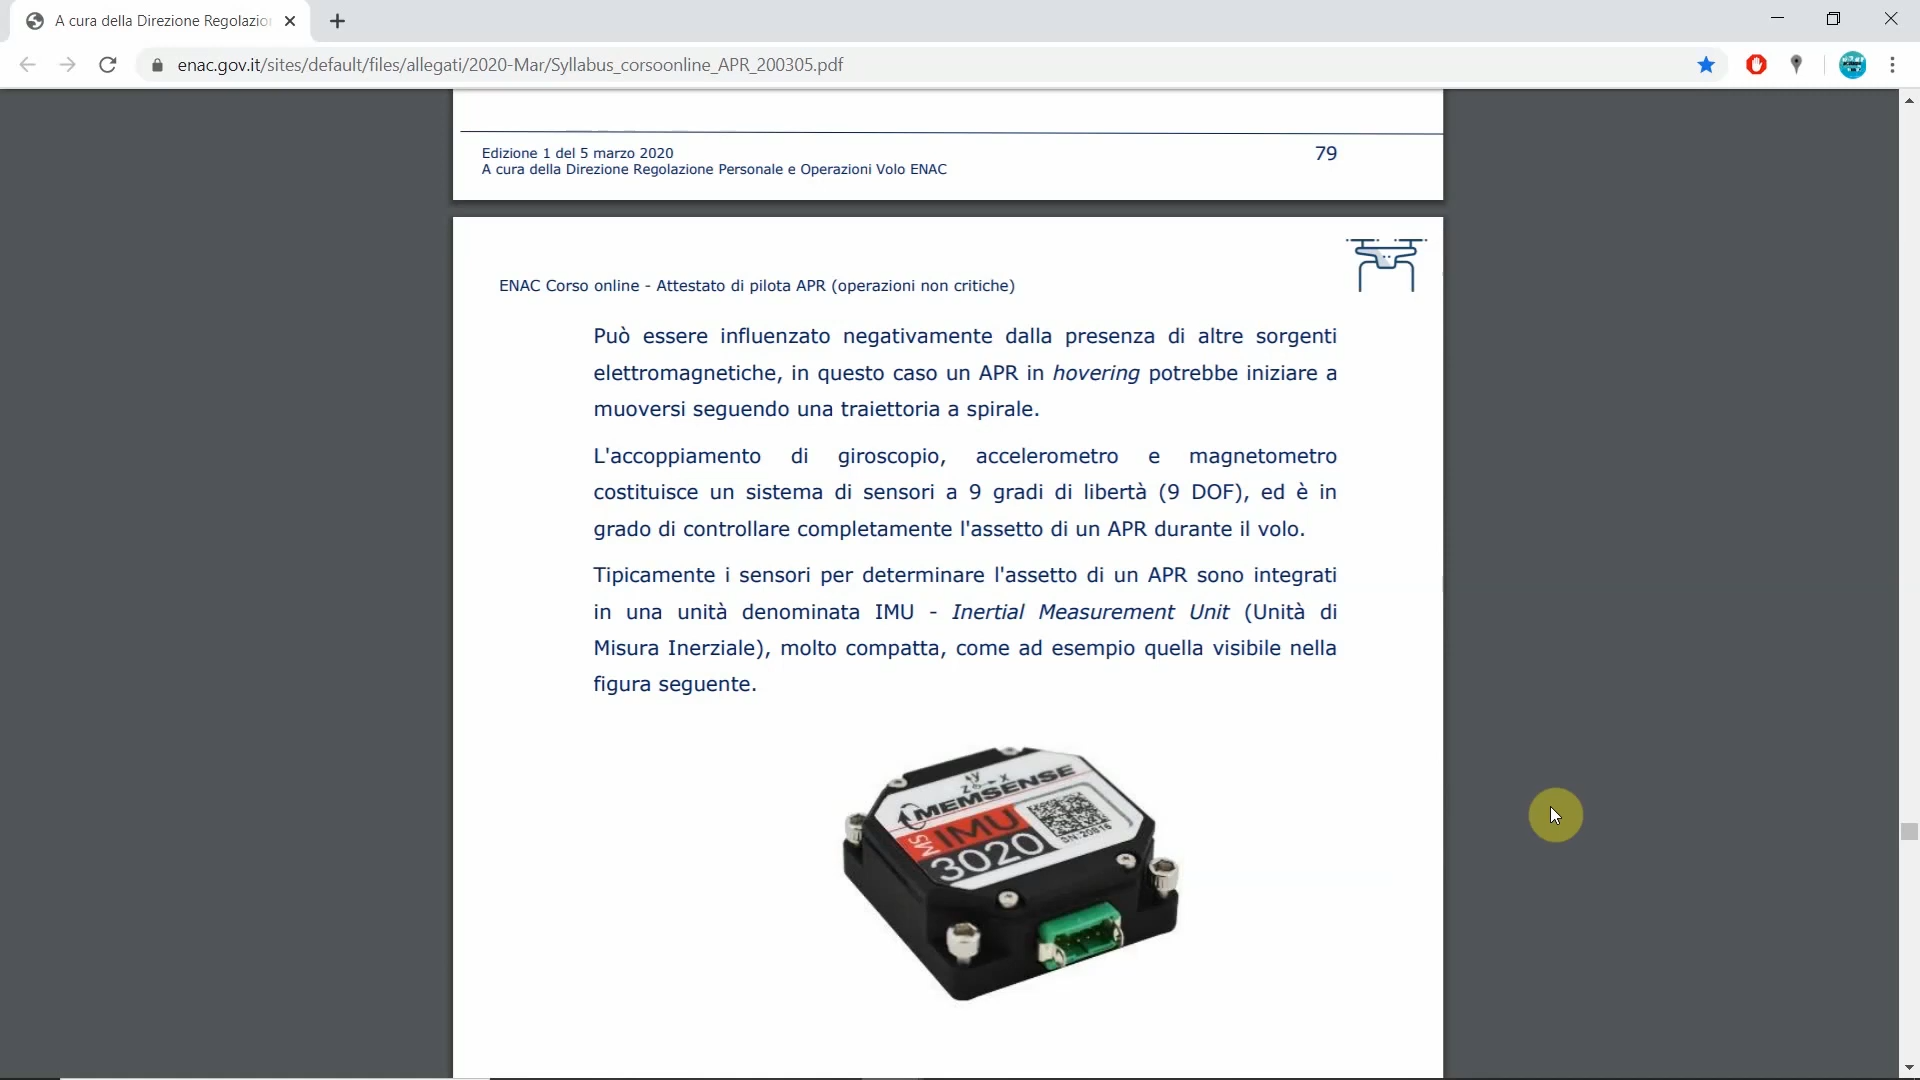 A cura della Direzione Regolazio
enac.gov.it/sites/default/files/allegati/2020-Mar/Syllabus_corsoonline_APR_200305.pdf
Edizione 1 del 5 marzo 2020
79
A cura della Direzione Regolazione Personale e Operazioni Volo ENAC
ENAC Corso online - Attestato di pilota APR (operazioni non critiche)
Può essere influenzato negativamente dalla presenza di altre sorgenti
elettromagnetiche, in questo caso un APR in hovering potrebbe iniziare a
muoversi seguendo una traiettoria a spirale.
L'accoppiamento di giroscopio, accelerometro e magnetometro
costituisce un sistema di sensori a 9 gradi di libertà (9 DOF), ed è in
grado di controllare completamente l'assetto di un APR durante il volo.
Tipicamente i sensori per determinare l'assetto di un APR sono integrati
in una unità denominata IMU - Inertial Measurement Unit (Unità di
Misura Inerziale), molto compatta, come ad esempio quella visibile nella
figura seguente.
y
z x
MEMSENSE
MS IMU
3020
SN: 20816